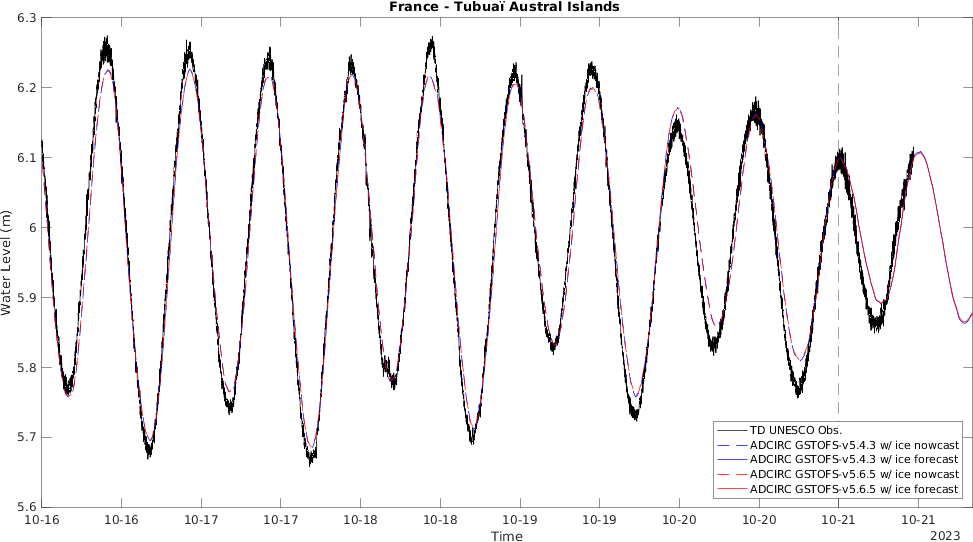 France - Tubuaï Austral Islands
6.3
6.2
6.1
6
5.9
5.8
5.7
5.6
Water Level (m)
TD UNESCO Obs.
ADCIRC GSTOFS-v5.4.3 w/ ice nowcast
ADCIRC GSTOFS-v5.4.3 w/ ice forecast
ADCIRC GSTOFS-v5.6.5 w/ ice nowcast
ADCIRC GSTOFS-v5.6.5 w/ ice forecast
10-16 10-16 10-17 10-17 10-18 10-18 10-19 10-19 10-20 10-20 10-21 10-21
Time
2023